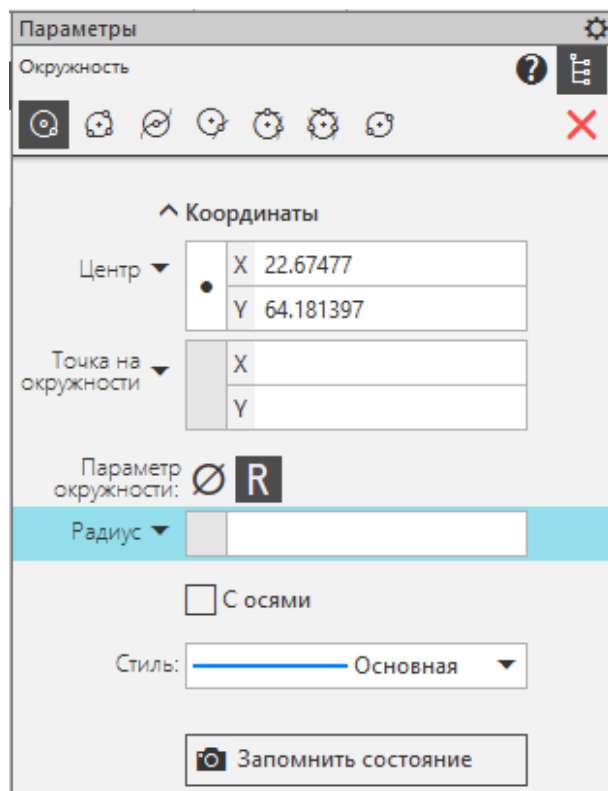 Параметры
Окружность
Координаты
Центр
X 22.67477
Y 64.181397
Точка на
окружности
X
Y
Параметр
окружности:
R
Радиус
С осями
Стиль:
Основная
Запомнить состояние